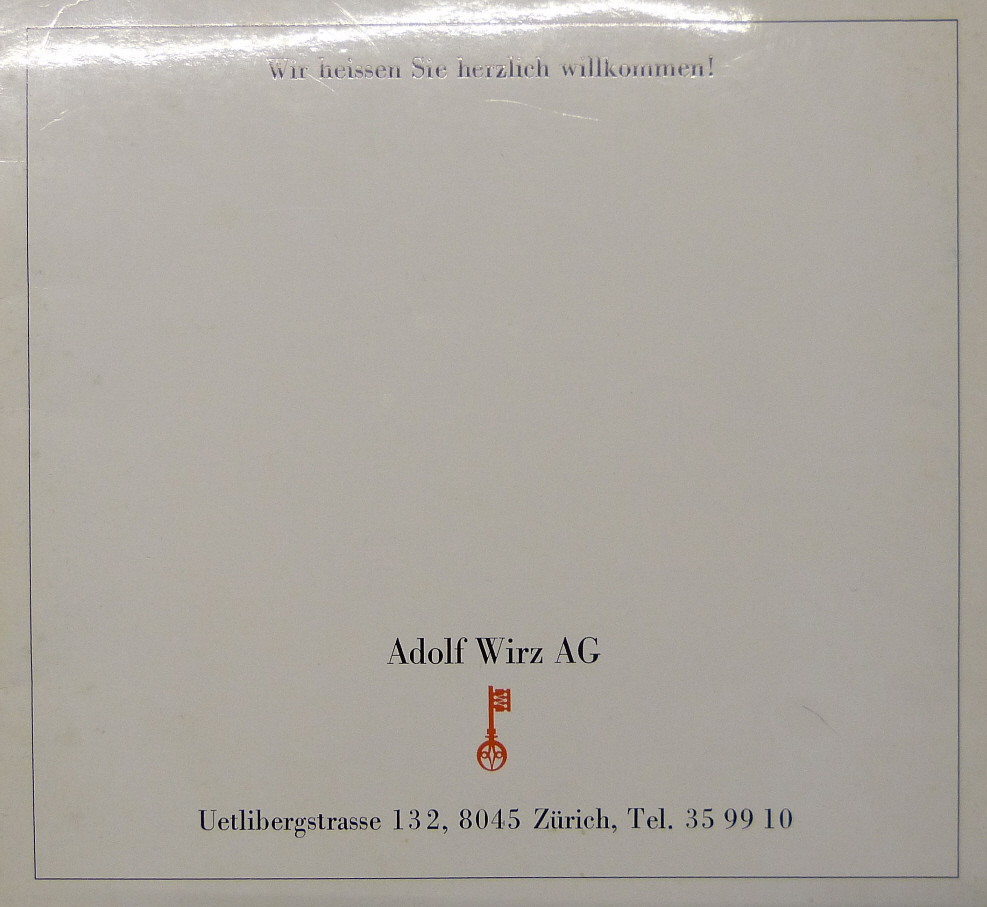 Wir heissen Sie herzlich willkommen!
Adolf Wirz AG
Uetlibergstrasse 132, 8045 Zürich, Tel. 35 99 10